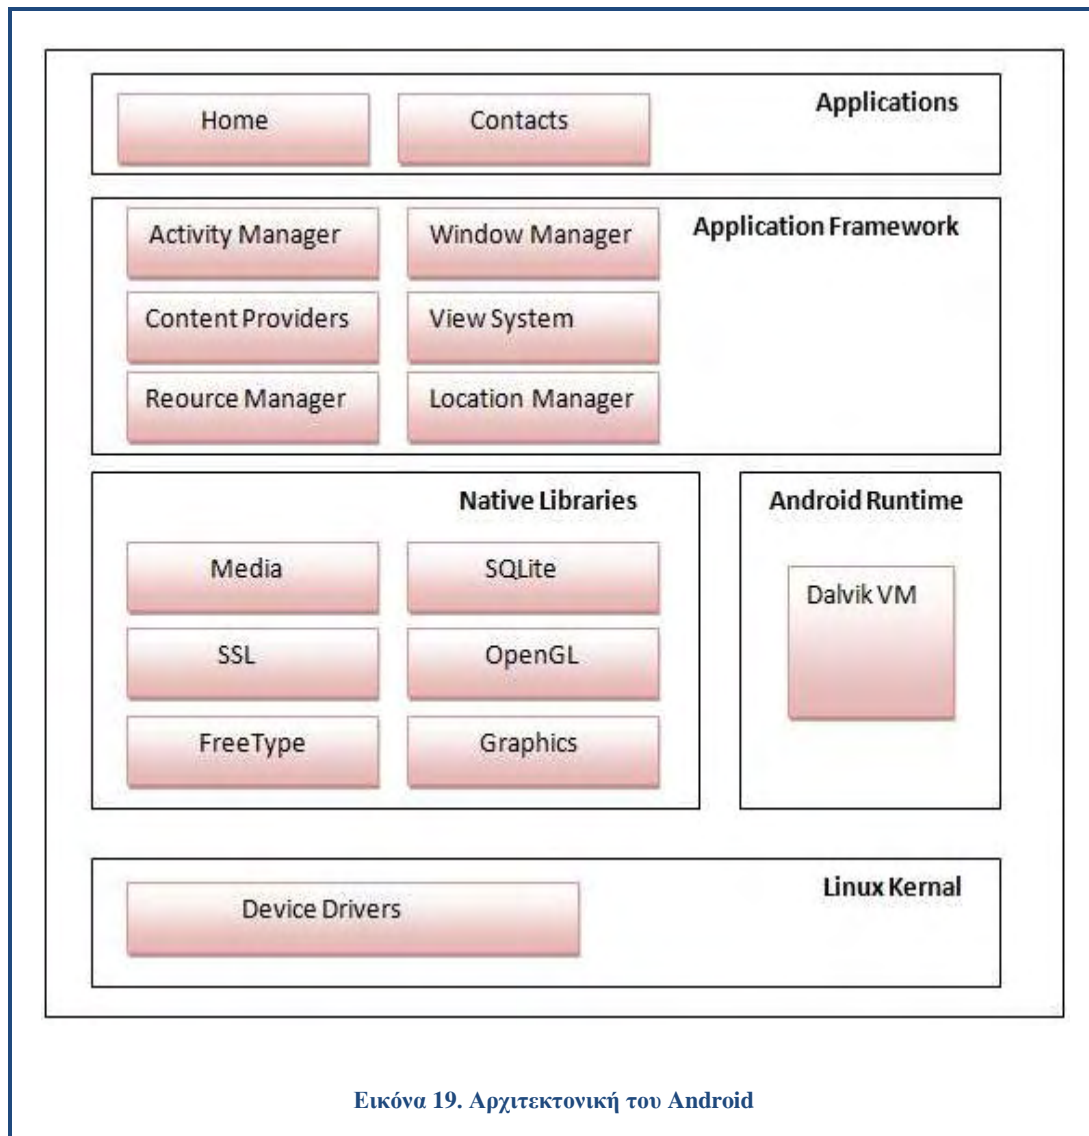 Applications
Home
Contacts
Application Framework
Activity Manager
Window Manager
Content Providers
View System
Reource Manager
Location Manager
Native Libraries
Media
SQLite
SSL
OpenGL
FreeType
Graphics
Android Runtime
Dalvik VM
Linux Kernal
Device Drivers
Εικόνα 19. Αρχιτεκτονική του Android